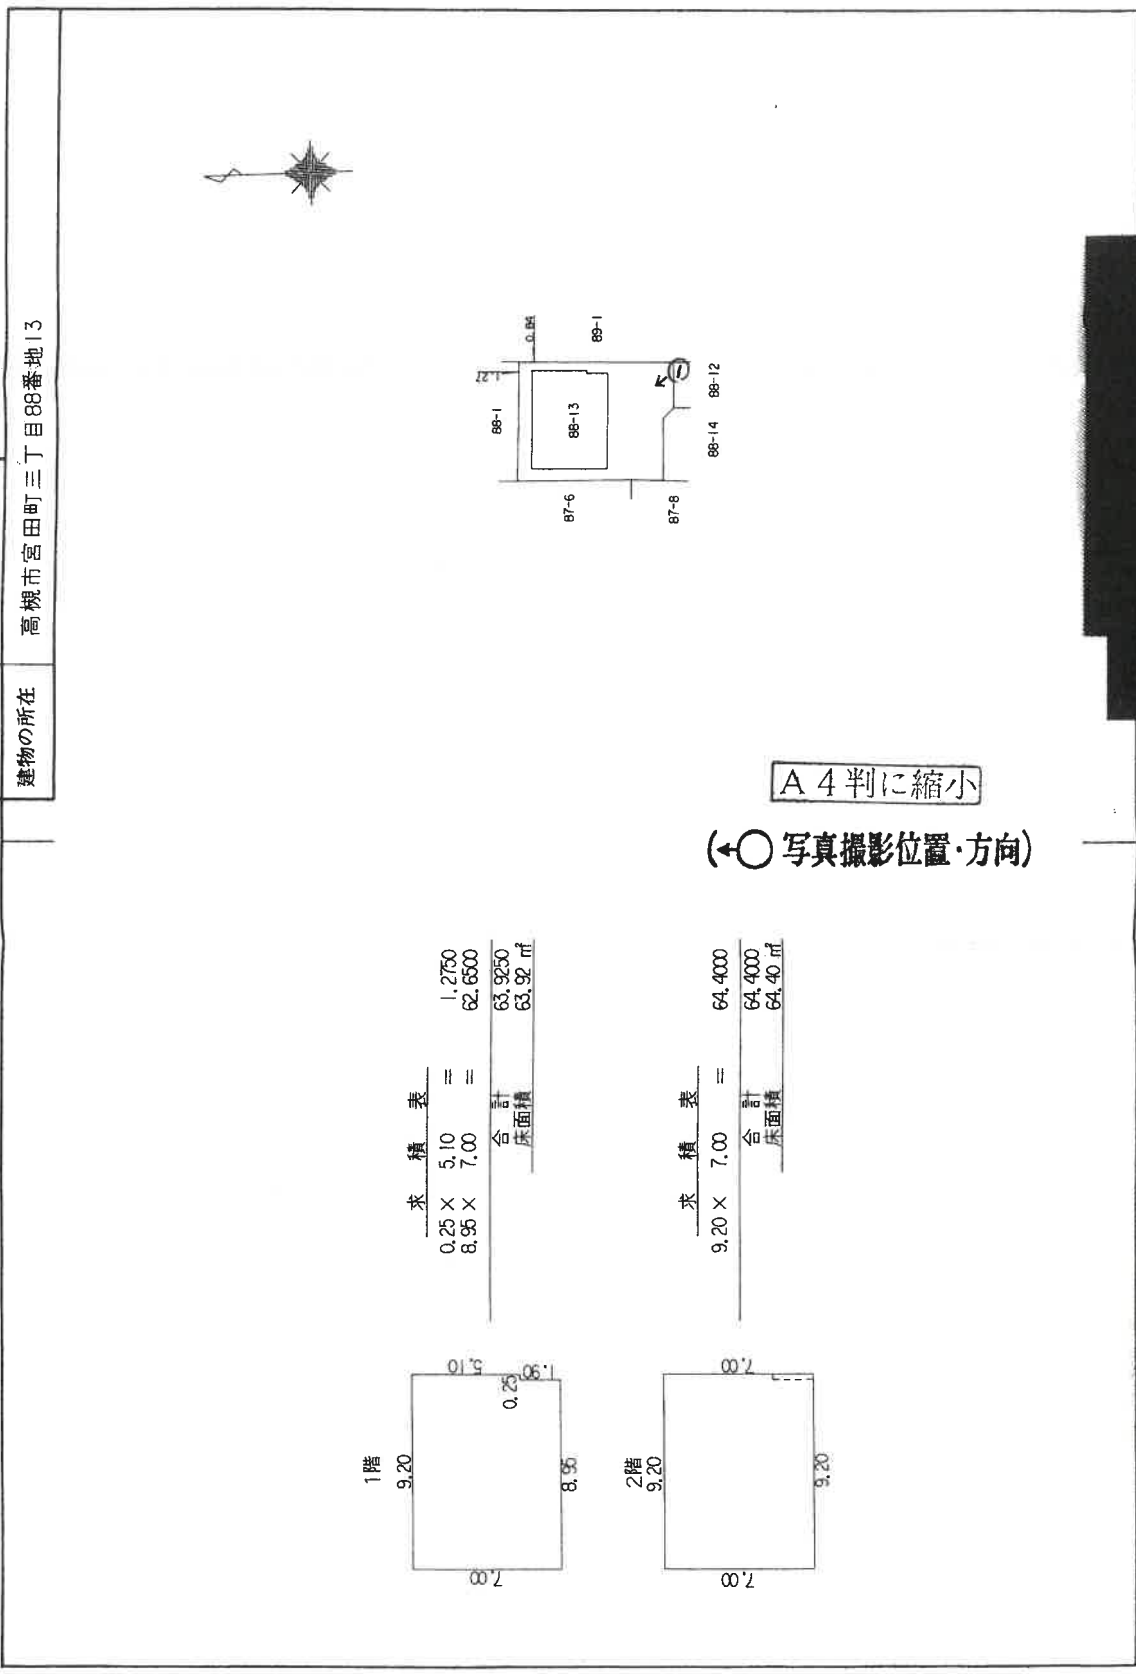 建物の所在
高槻市宮田町三丁目88番地13
88-1
1.27
0.84
89-1
88-13
87-6
87-8
88-14
88-12
1
A4判に縮小
(←○ 写真撮影位置・方向)
1階
9.20
7.00
5.10
0.25
1.90
8.95
求積表
0.25 × 5.10 = 1.2750
8.95 × 7.00 = 62.6500
合計 63.9250
床面積 63.92 ㎡
2階
9.20
7.00
7.00
9.20
求積表
9.20 × 7.00 = 64.4000
合計 64.4000
床面積 64.40 ㎡